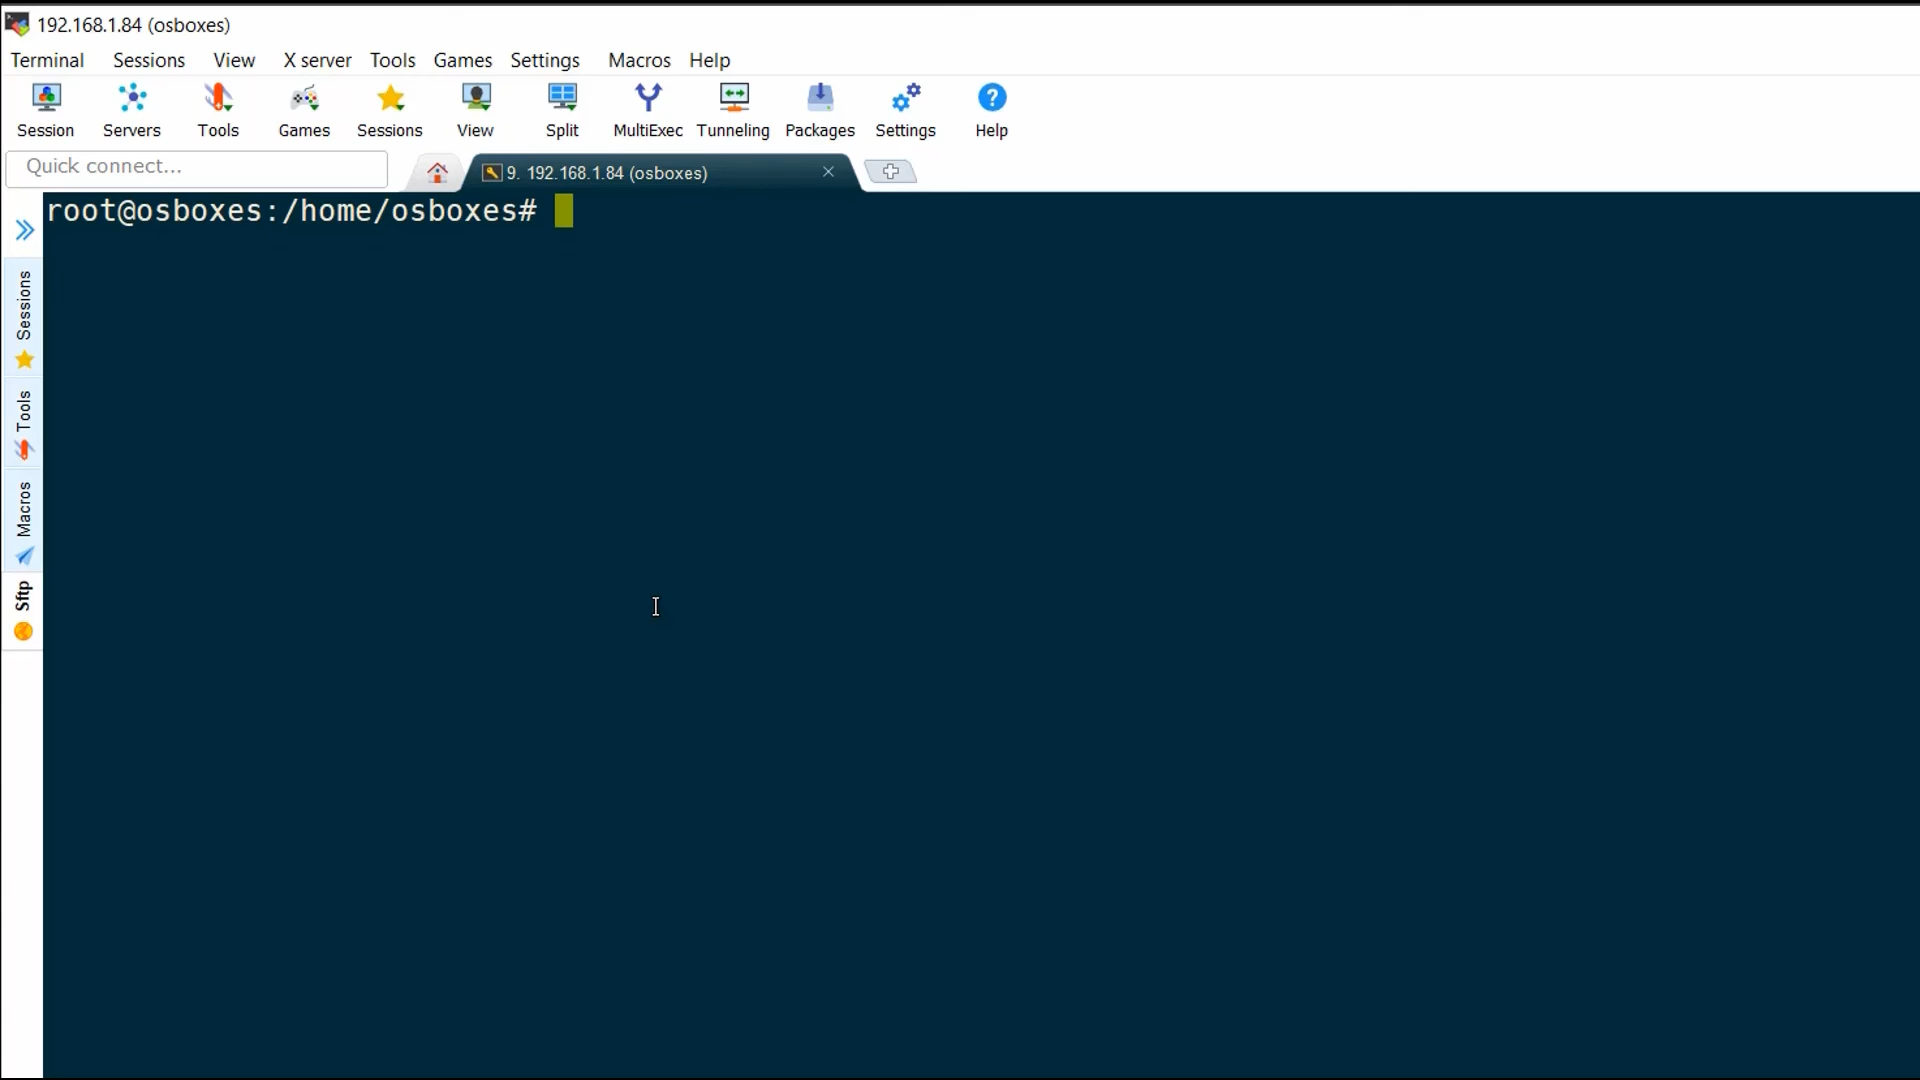 192.168.1.84 (osboxes)
Terminal Sessions View X server Tools Games Settings Macros Help
Session Servers Tools Games Sessions View Split MultiExec Tunneling Packages Settings Help
Quick connect...
9. 192.168.1.84 (osboxes)
root@osboxes:/home/osboxes#
Sessions
Tools
Macros
Sftp